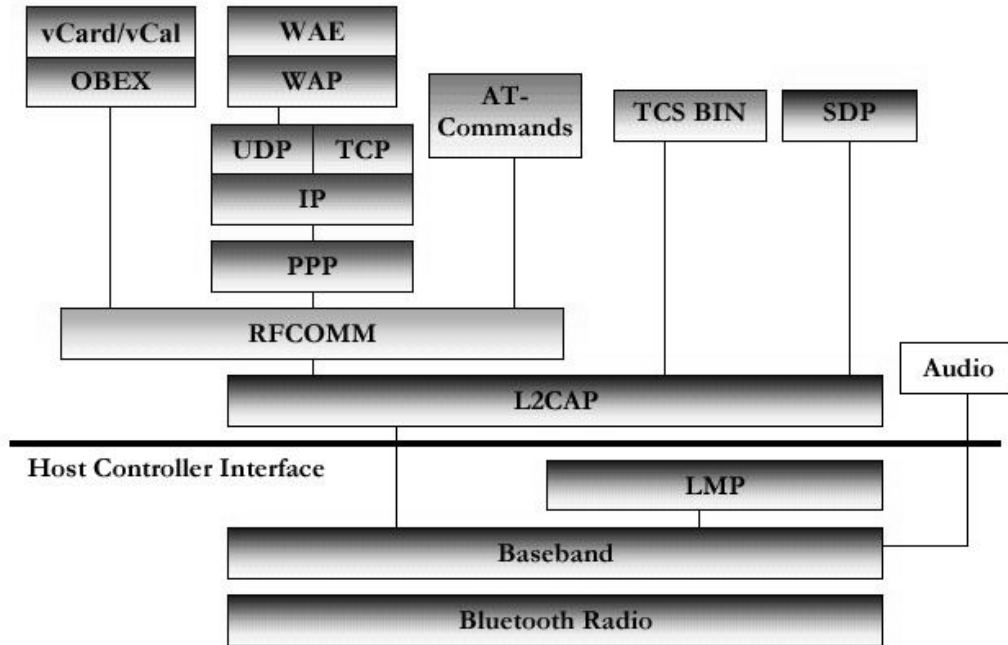 vCard/vCal
OBEX
WAE
WAP
AT-
Commands
TCS BIN
SDP
UDP
TCP
IP
PPP
RFCOMM
Audio
L2CAP
Host Controller Interface
LMP
Baseband
Bluetooth Radio